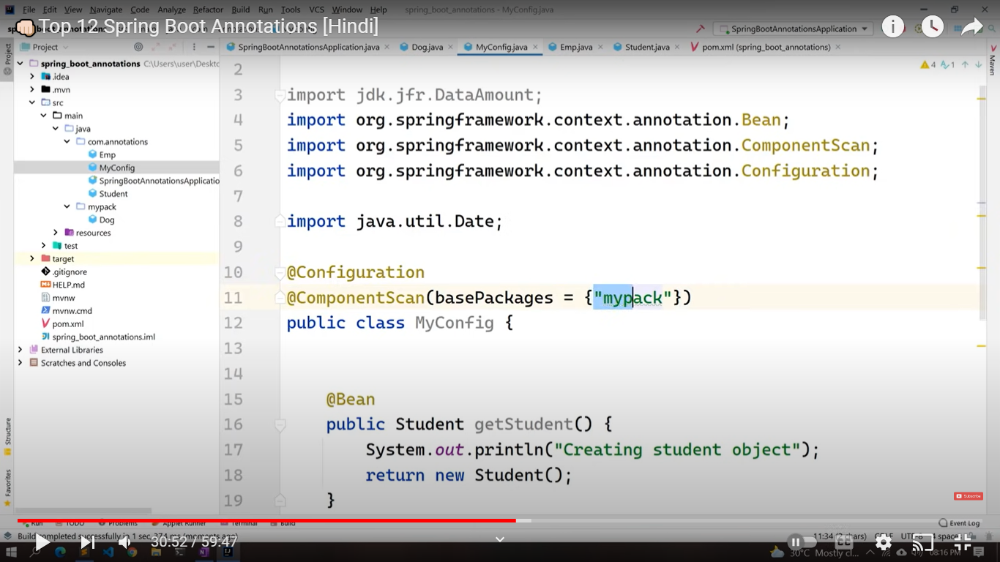 File Edit View Navigate Code Analyze Refactor Build Run Tools VCS Window Help spring_boot_annotations - MyConfig.java
Top 12 Spring Boot Annotations [Hindi]
SpringBootAnnotationsApplication
Project
SpringBootAnnotationsApplication.java Dog.java MyConfig.java Emp.java Student.java pom.xml (spring_boot_annotations)
Project
Maven
spring_boot_annotations C:\Users\user\Deskto
.idea
.mvn
src
main
java
com.annotations
Emp
MyConfig
SpringBootAnnotationsApplicatio
Student
mypack
Dog
resources
test
target
.gitignore
HELP.md
mvnw
mvnw.cmd
pom.xml
spring_boot_annotations.iml
External Libraries
Scratches and Consoles
Structure
Favorites
4 1
2
3 import jdk.jfr.DataAmount;
4 import org.springframework.context.annotation.Bean;
5 import org.springframework.context.annotation.ComponentScan;
6 import org.springframework.context.annotation.Configuration;
7
8 import java.util.Date;
9
10 @Configuration
11 @ComponentScan(basePackages = {"mypack"})
12 public class MyConfig {
13
14
15 @Bean
16 public Student getStudent() {
17 System.out.println("Creating student object");
18 return new Student();
19 }
Subscribe
Run TODO Problems Applet Runner Terminal Build Event Log
Build completed successfully in 1 sec, 374 ms (moments ago)
11:34 CRLF UTF-8 4 spaces
30:52 / 59:47
CC
30°C Mostly cl... 08:16 PM